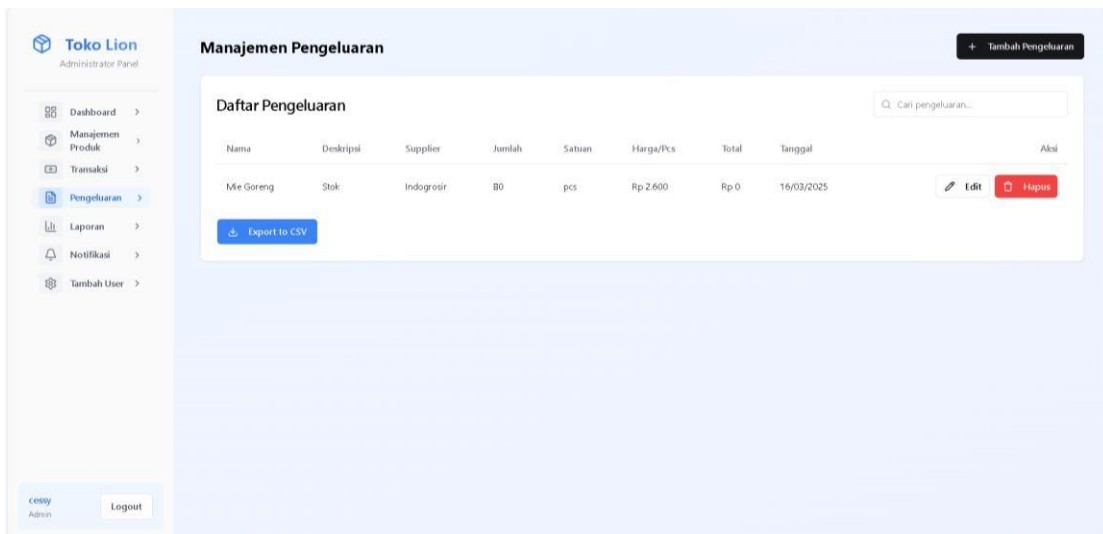 Toko Lion
Administrator Panel
Dashboard
Manajemen
Produk
Transaksi
Pengeluaran
Laporan
Notifikasi
Tambah User
cessy
Admin
Logout
Manajemen Pengeluaran
+ Tambah Pengeluaran
Daftar Pengeluaran
Cari pengeluaran...
Nama Deskripsi Supplier Jumlah Satuan Harga/Pcs Total Tanggal Aksi
Mie Goreng Stok Indogrosir 80 pcs Rp 2.600 Rp 0 16/03/2025 Edit Hapus
Export to CSV